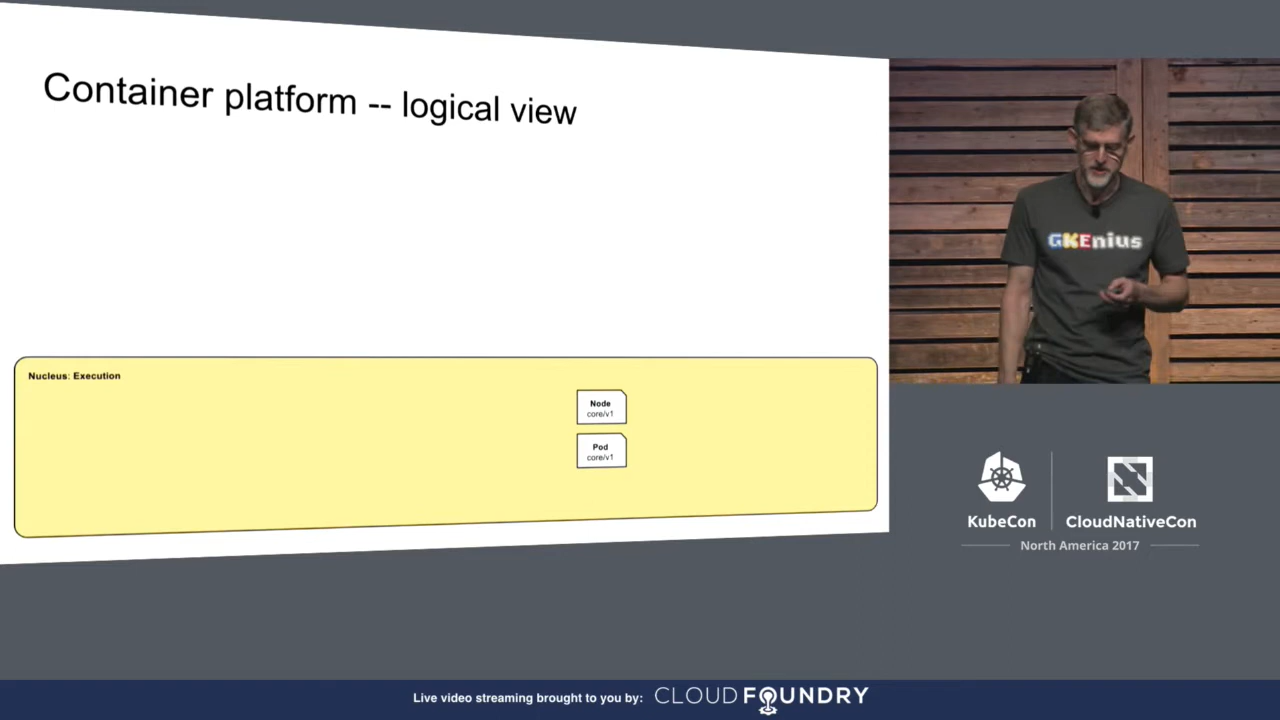 Container platform -- logical view
Nucleus: Execution
Node
core/v1
Pod
core/v1
GKEnius
KubeCon
CloudNativeCon
North America 2017
Live video streaming brought to you by: CLOUD FOUNDRY